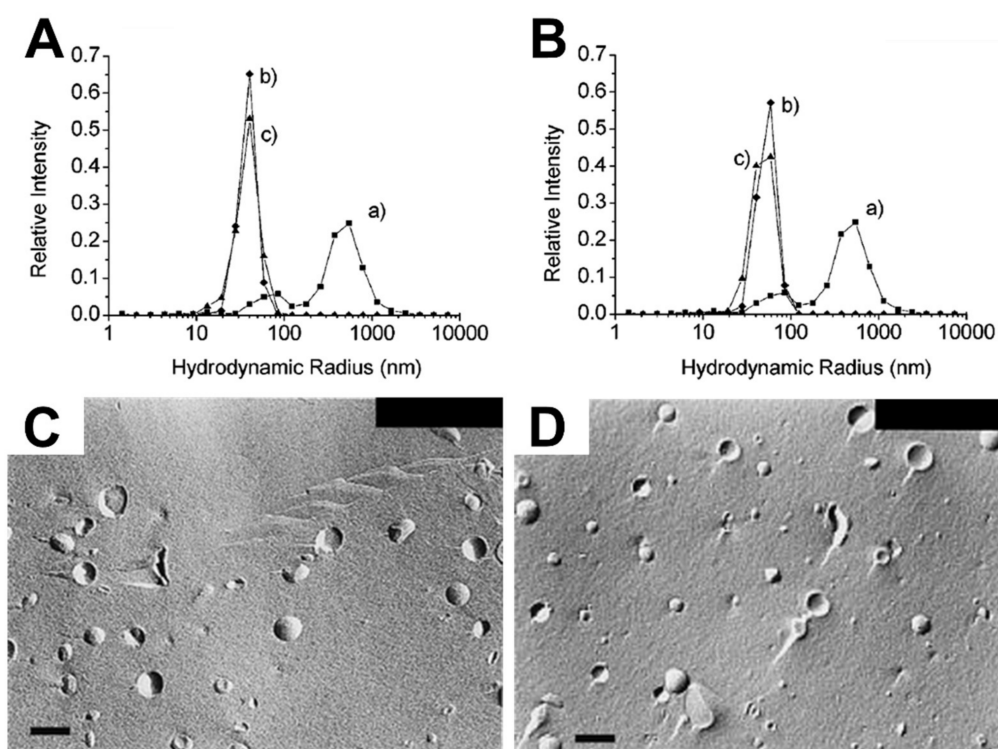 A
B
0.7
0.6
0.5
0.4
0.3
0.2
0.1
0.0
Relative Intensity
b)
c)
a)
1
10
100
1000
10000
Hydrodynamic Radius (nm)
0.7
0.6
0.5
0.4
0.3
0.2
0.1
0.0
Relative Intensity
b)
c)
a)
1
10
100
1000
10000
Hydrodynamic Radius (nm)
C
D